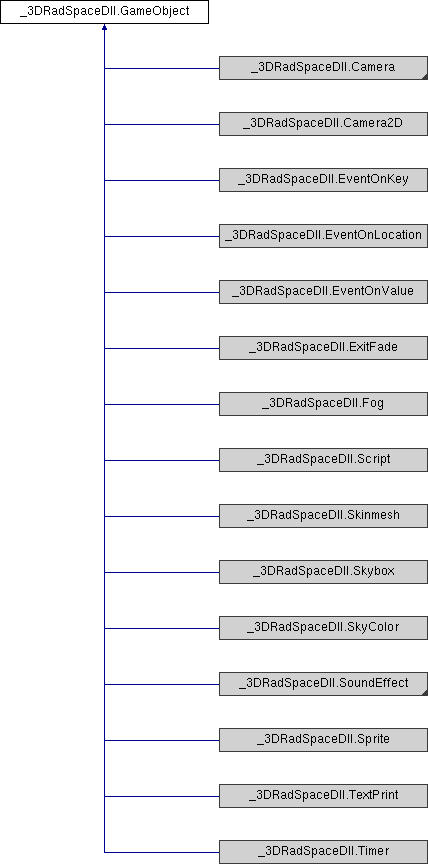 _3DRadSpaceDll.GameObject
_3DRadSpaceDll.Camera
_3DRadSpaceDll.Camera2D
_3DRadSpaceDll.EventOnKey
_3DRadSpaceDll.EventOnLocation
_3DRadSpaceDll.EventOnValue
_3DRadSpaceDll.ExitFade
_3DRadSpaceDll.Fog
_3DRadSpaceDll.Script
_3DRadSpaceDll.Skinmesh
_3DRadSpaceDll.Skybox
_3DRadSpaceDll.SkyColor
_3DRadSpaceDll.SoundEffect
_3DRadSpaceDll.Sprite
_3DRadSpaceDll.TextPrint
_3DRadSpaceDll.Timer